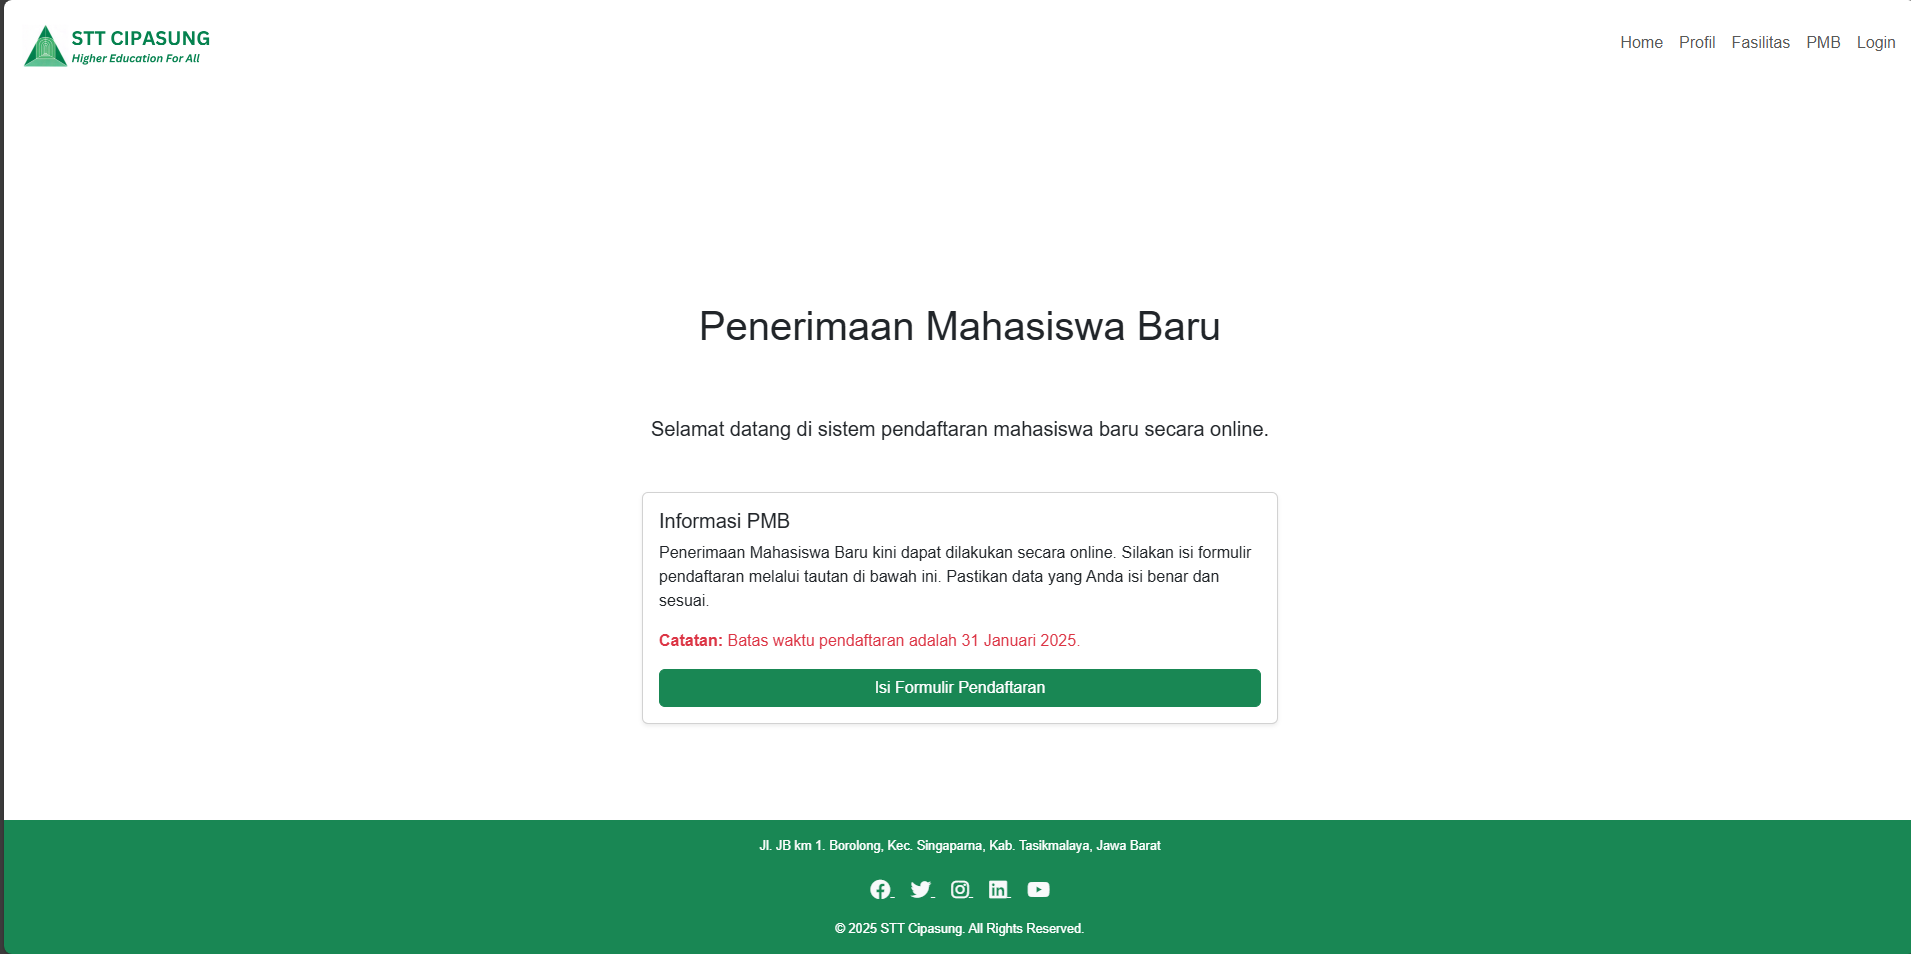 STT CIPASUNG
Higher Education For All
Home Profil Fasilitas PMB Login
Penerimaan Mahasiswa Baru
Selamat datang di sistem pendaftaran mahasiswa baru secara online.
Informasi PMB
Penerimaan Mahasiswa Baru kini dapat dilakukan secara online. Silakan isi formulir
pendaftaran melalui tautan di bawah ini. Pastikan data yang Anda isi benar dan
sesuai.
Catatan: Batas waktu pendaftaran adalah 31 Januari 2025.
Isi Formulir Pendaftaran
Jl. JB km 1. Borolong, Kec. Singaparna, Kab. Tasikmalaya, Jawa Barat
© 2025 STT Cipasung. All Rights Reserved.